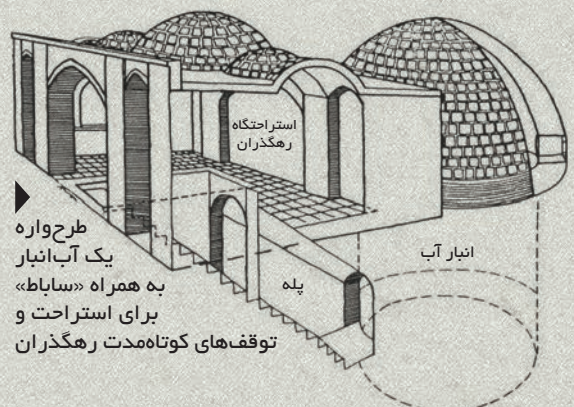 استراحتگاه
رهگذران
انبار آب
پله
طرح‌واره
یک آب‌انبار
به همراه «ساباط»
برای استراحت و
توقف‌های کوتاه‌مدت رهگذران